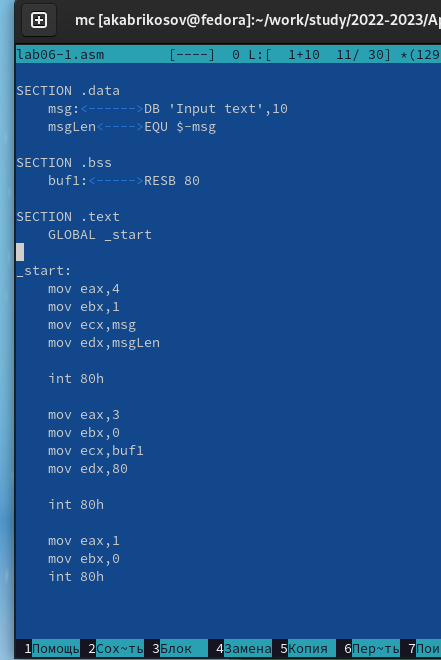 mc [akabrikosov@fedora]:~/work/study/2022-2023/
lab06-1.asm [----] 0 L:[ 1+10 11/ 30] *(129
SECTION .data
msg:<------>DB 'Input text',10
msgLen<---->EQU $-msg
SECTION .bss
buf1:<----->RESB 80
SECTION .text
GLOBAL _start
_start:
mov eax,4
mov ebx,1
mov ecx,msg
mov edx,msgLen
int 80h
mov eax,3
mov ebx,0
mov ecx,buf1
mov edx,80
int 80h
mov eax,1
mov ebx,0
int 80h
1Помощь 2Сох~ть 3Блок 4Замена 5Копия 6Пер~ть 7Пои